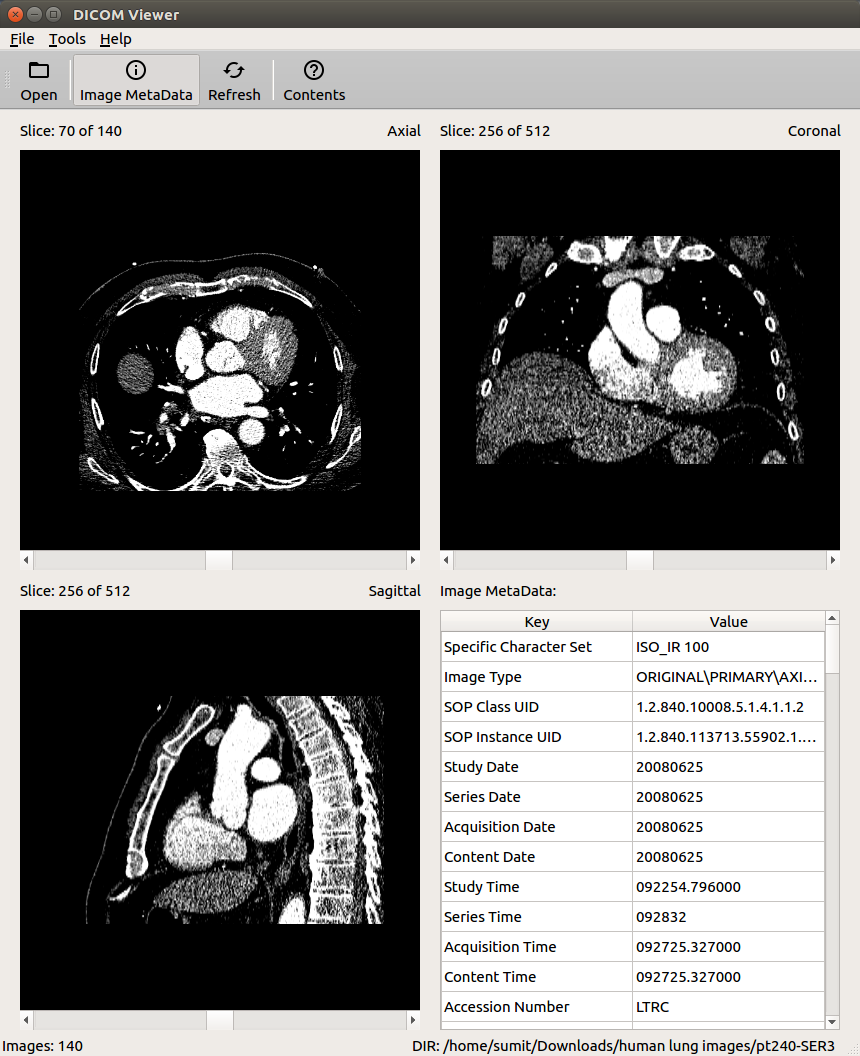 DICOM Viewer
File Tools Help
Open Image MetaData Refresh Contents
Slice: 70 of 140 Axial
Slice: 256 of 512 Coronal
Slice: 256 of 512 Sagittal
Image MetaData:
Key Value
Specific Character Set ISO_IR 100
Image Type ORIGINAL\PRIMARY\AXI...
SOP Class UID 1.2.840.10008.5.1.4.1.1.2
SOP Instance UID 1.2.840.113713.55902.1....
Study Date 20080625
Series Date 20080625
Acquisition Date 20080625
Content Date 20080625
Study Time 092254.796000
Series Time 092832
Acquisition Time 092725.327000
Content Time 092725.327000
Accession Number LTRC
Images: 140 DIR: /home/sumit/Downloads/human lung images/pt240-SER3